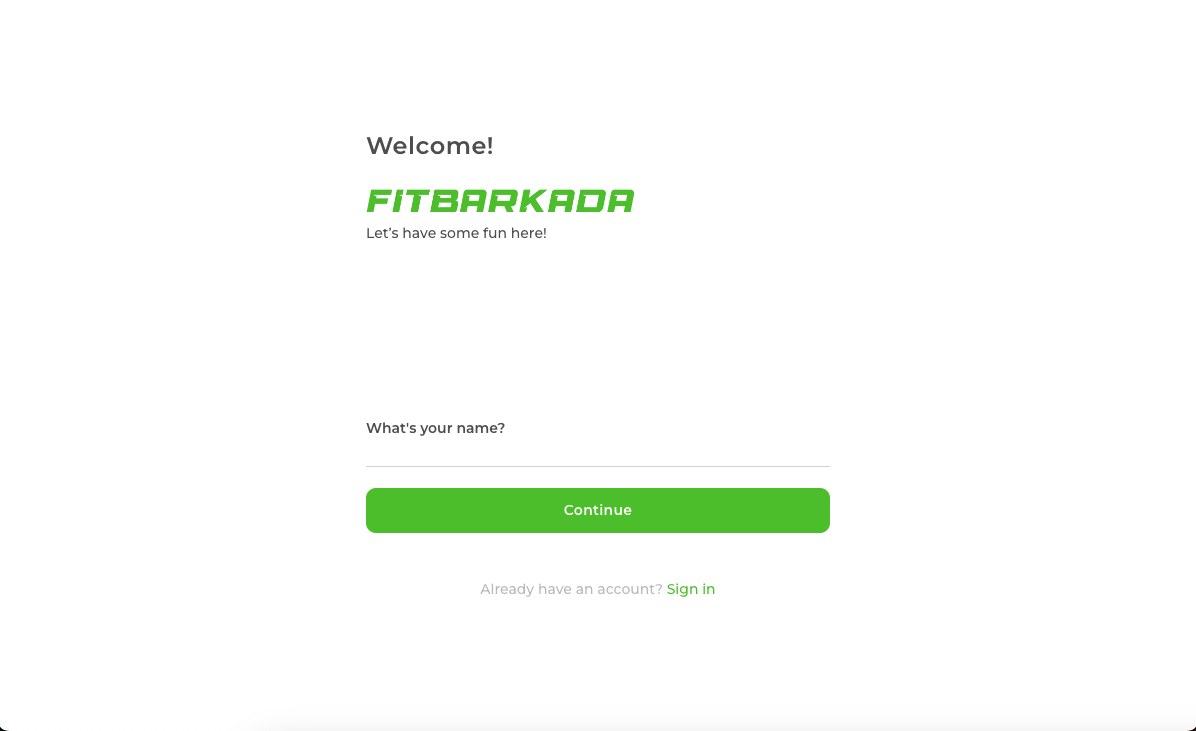 Welcome!
FITBARKADA
Let's have some fun here!
What's your name?
Continue
Already have an account? Sign in